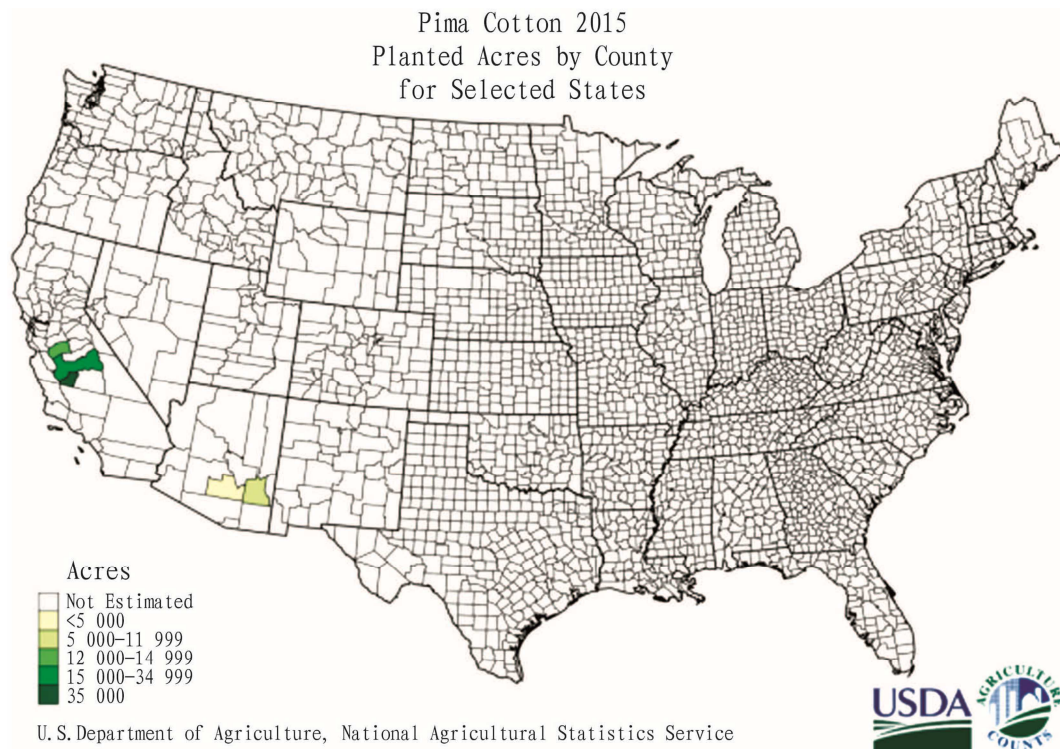 Pima Cotton 2015
Planted Acres by County
for Selected States
Acres
Not Estimated
<5 000
5 000–11 999
12 000–14 999
15 000–34 999
35 000
U.S.Department of Agriculture, National Agricultural Statistics Service
USDA
AGRICULTURE
COUNTS